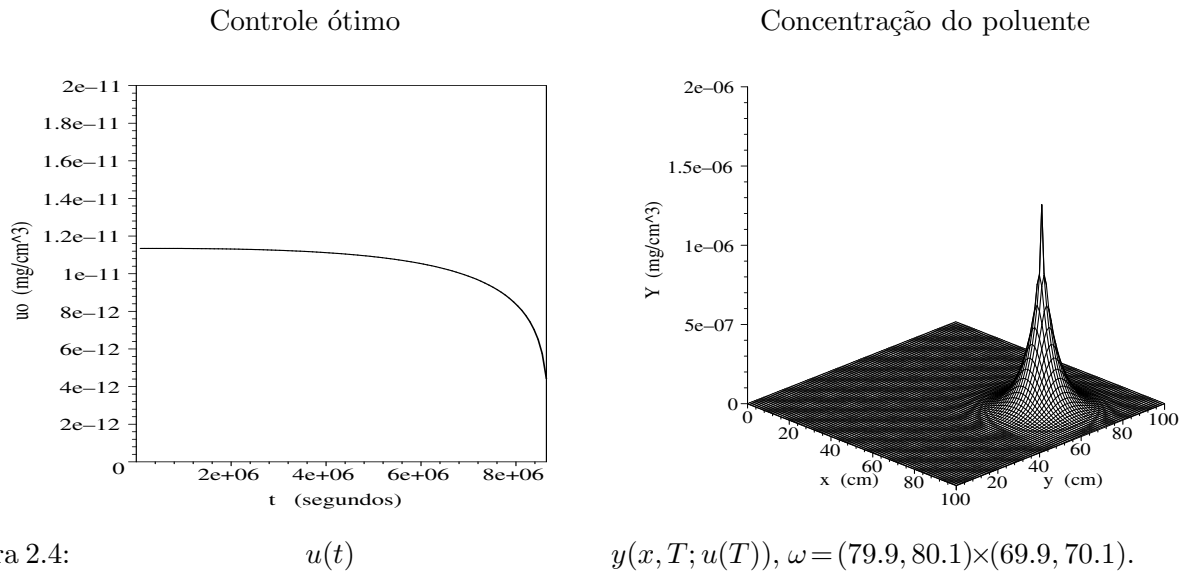 Controle ótimo
2e−11
1.8e−11
1.6e−11
1.4e−11
1.2e−11
1e−11
8e−12
6e−12
4e−12
2e−12
0
uo (mg/cm^3)
2e+06 4e+06 6e+06 8e+06
t (segundos)
Concentração do poluente
2e−06
1.5e−06
1e−06
5e−07
0
Y (mg/cm^3)
0 20 40 60 80 100
x (cm)
20 40 60 80 100
y (cm)
ra 2.4: u(t) y(x, T; u(T)), ω=(79.9, 80.1)×(69.9, 70.1).